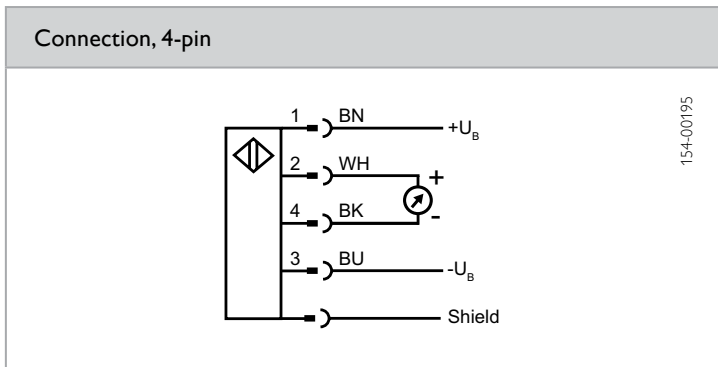 Connection, 4-pin
154-00195
1 BN +U_B
2 WH +
4 BK -
3 BU -U_B
Shield